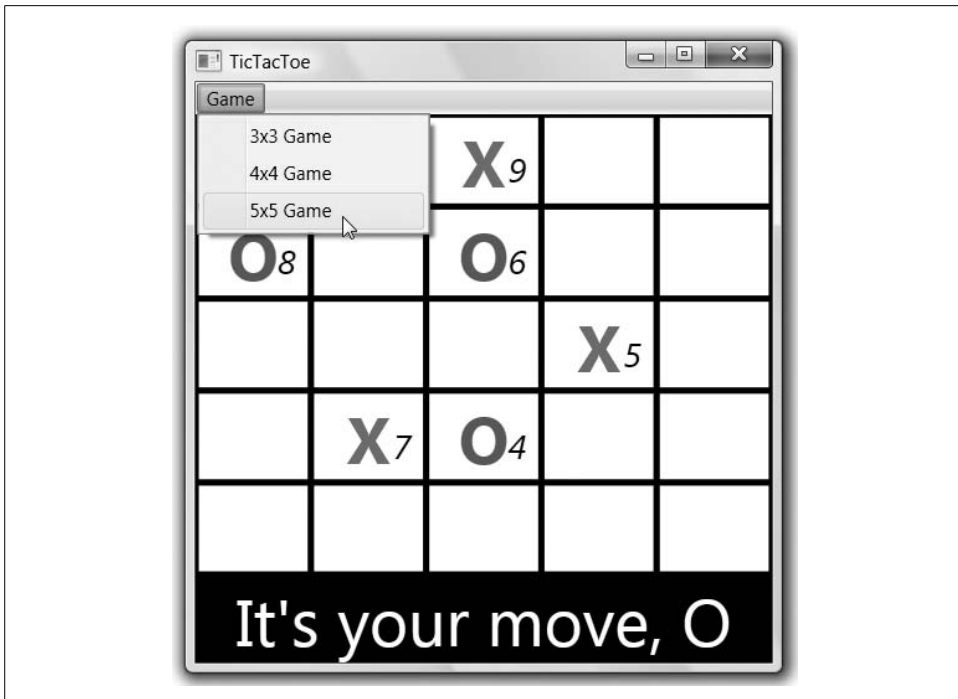 TicTacToe
Game
3x3 Game
4x4 Game
5x5 Game
X9
O8 O6
X5
X7 O4
It's your move, O